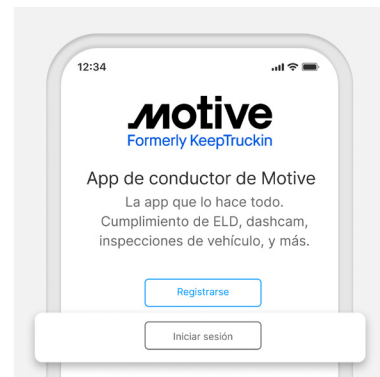 12:34
motive
Formerly KeepTruckin
App de conductor de Motive
La app que lo hace todo.
Cumplimiento de ELD, dashcam,
inspecciones de vehículo, y más.
Registrarse
Iniciar sesión